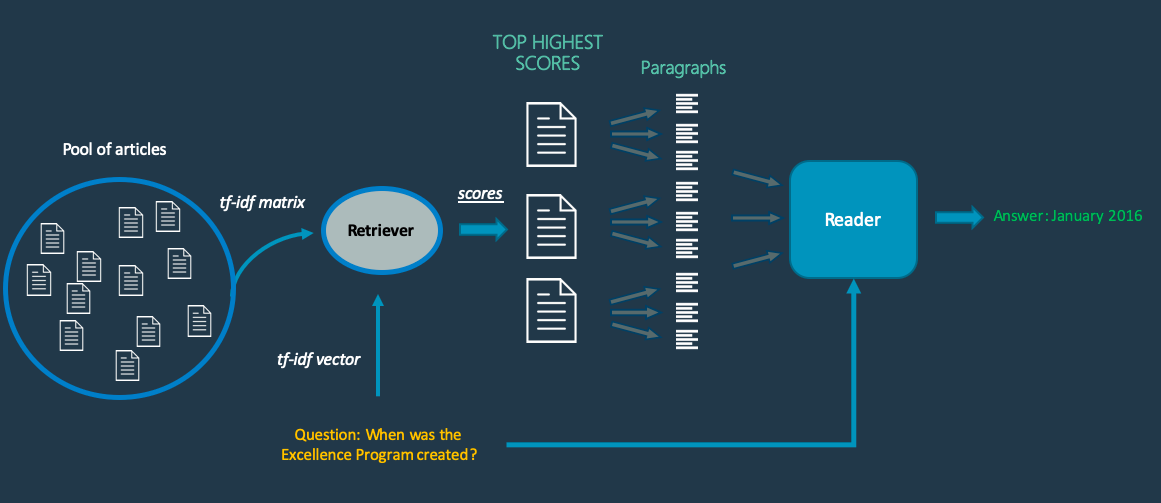 TOP HIGHEST
SCORES
Paragraphs
Pool of articles
tf-idf matrix
scores
Retriever
Reader
Answer: January 2016
tf-idf vector
Question: When was the
Excellence Program created?